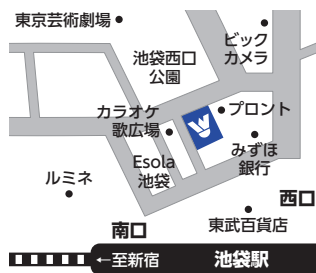 東京芸術劇場
ビック
カメラ
池袋西口
公園
カラオケ
歌広場
プロント
Esola
池袋
みずほ
銀行
ルミネ
西口
東武百貨店
南口
←至新宿
池袋駅